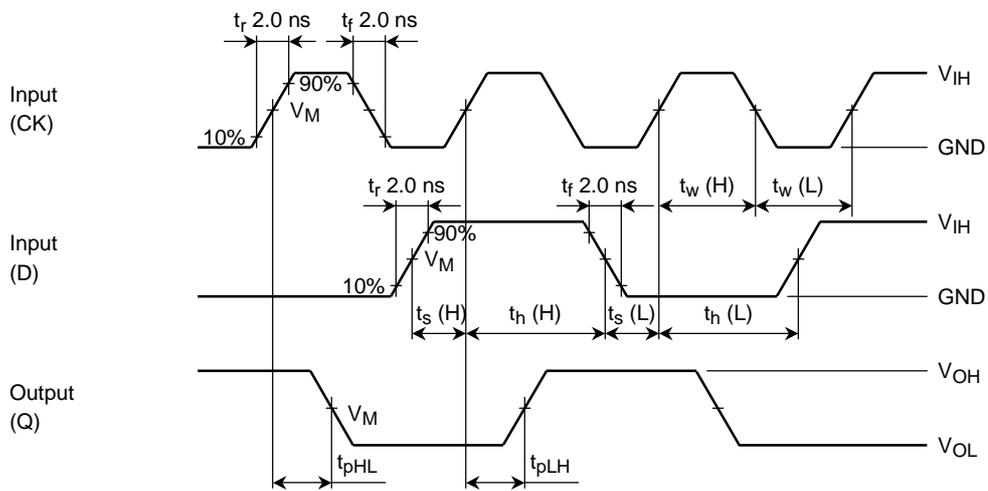 tr 2.0 ns tf 2.0 ns
Input
(CK)
90%
VM
10%
VIH
GND
tr 2.0 ns tf 2.0 ns tw (H) tw (L)
Input
(D)
90%
VM
10%
VIH
GND
ts (H) th (H) ts (L) th (L)
Output
(Q)
VM
VOH
VOL
tpHL tpLH